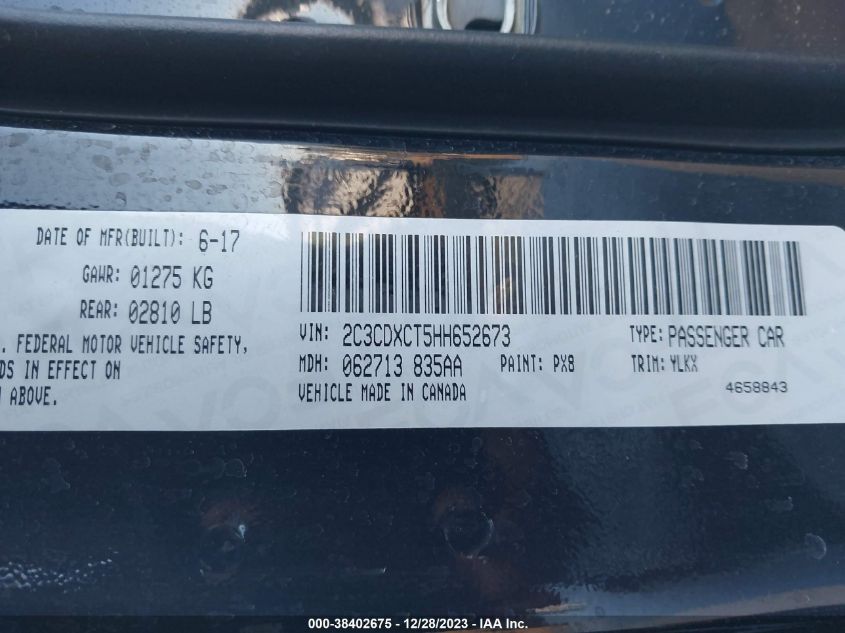 DATE OF MFR(BUILT): 6-17
GAWR: 01275 KG
REAR: 02810 LB
. FEDERAL MOTOR VEHICLE SAFETY,
DS IN EFFECT ON
ABOVE.
VIN: 2C3CDXCT5HH652673
TYPE: PASSENGER CAR
MDH: 062713 835AA
PAINT: PX8
TRIM: YLKX
VEHICLE MADE IN CANADA
4658843
000-38402675 - 12/28/2023 - IAA Inc.